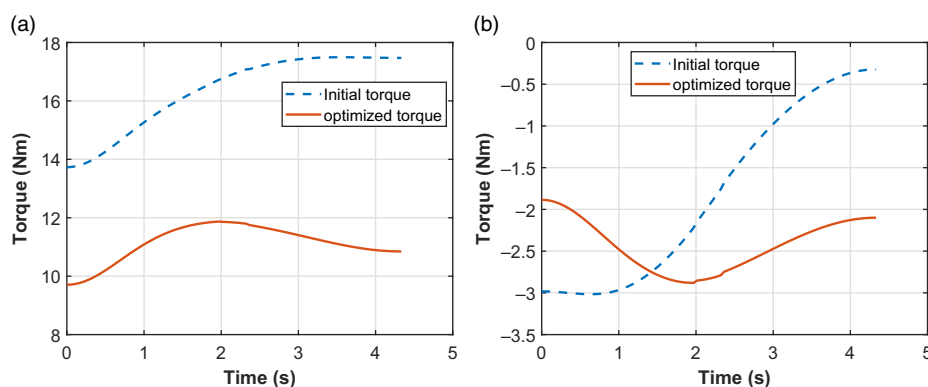 (a)
18
16
14
12
10
8
Torque (Nm)
Initial torque
optimized torque
0 1 2 3 4 5
Time (s)
(b)
−0
−0.5
−1
−1.5
−2
−2.5
−3
−3.5
Torque (Nm)
Initial torque
optimized torque
0 1 2 3 4 5
Time (s)